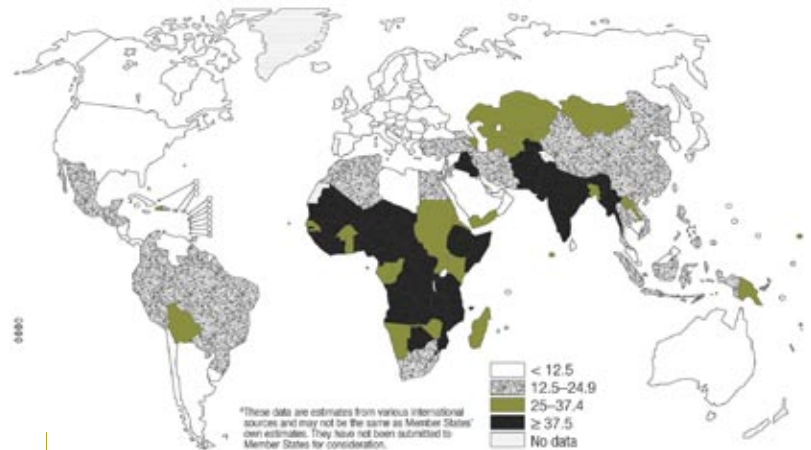 < 12.5
12.5–24.9
25–37.4
≥ 37.5
No data
*These data are estimates from various international
sources and may not be the same as Member States'
own estimates. They have not been submitted to
Member States for consideration.